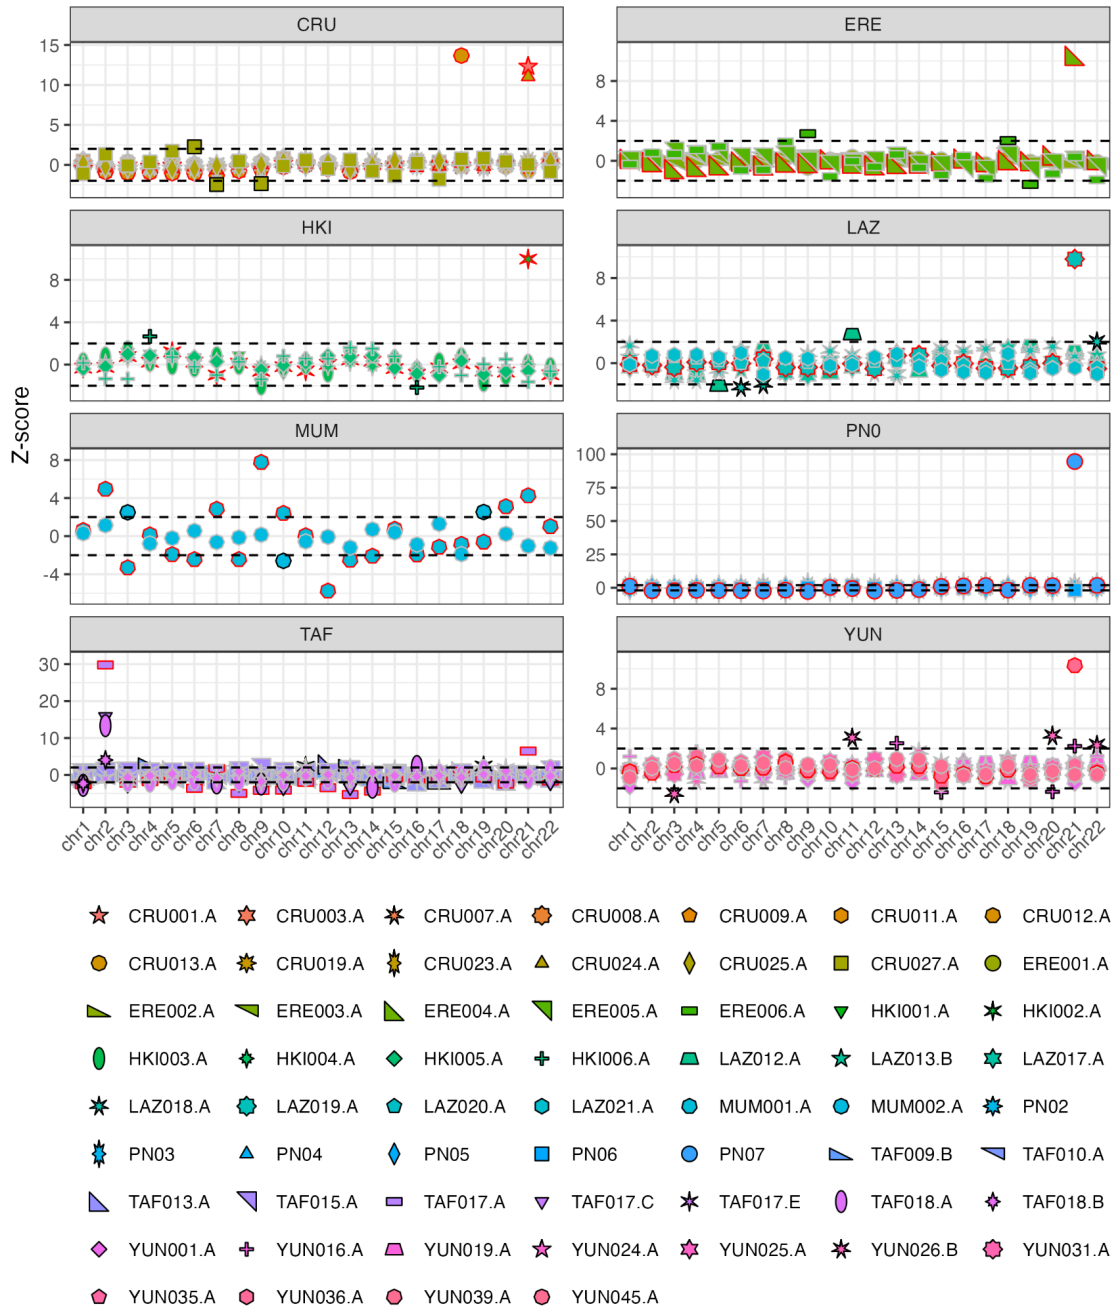 CRU ERE
15
10
5
0
8
4
0
HKI LAZ
8
4
0
8
4
0
Z-score
MUM PN0
8
4
0
-4
100
75
50
25
0
TAF YUN
30
20
10
0
8
4
0
chr1 chr2 chr3 chr4 chr5 chr6 chr7 chr8 chr9 chr10 chr11 chr12 chr13 chr14 chr15 chr16 chr17 chr18 chr19 chr20 chr21 chr22
chr1 chr2 chr3 chr4 chr5 chr6 chr7 chr8 chr9 chr10 chr11 chr12 chr13 chr14 chr15 chr16 chr17 chr18 chr19 chr20 chr21 chr22
CRU001.A CRU003.A CRU007.A CRU008.A CRU009.A CRU011.A CRU012.A
CRU013.A CRU019.A CRU023.A CRU024.A CRU025.A CRU027.A ERE001.A
ERE002.A ERE003.A ERE004.A ERE005.A ERE006.A HKI001.A HKI002.A
HKI003.A HKI004.A HKI005.A HKI006.A LAZ012.A LAZ013.B LAZ017.A
LAZ018.A LAZ019.A LAZ020.A LAZ021.A MUM001.A MUM002.A PN02
PN03 PN04 PN05 PN06 PN07 TAF009.B TAF010.A
TAF013.A TAF015.A TAF017.A TAF017.C TAF017.E TAF018.A TAF018.B
YUN001.A YUN016.A YUN019.A YUN024.A YUN025.A YUN026.B YUN031.A
YUN035.A YUN036.A YUN039.A YUN045.A